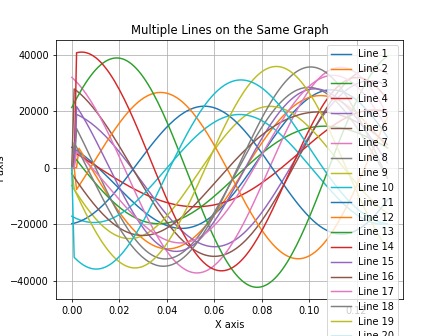 Multiple Lines on the Same Graph
40000
20000
0
−20000
−40000
0.00
0.02
0.04
0.06
0.08
0.10
X axis
Line 1
Line 2
Line 3
Line 4
Line 5
Line 6
Line 7
Line 8
Line 9
Line 10
Line 11
Line 12
Line 13
Line 14
Line 15
Line 16
Line 17
Line 18
Line 19
Line 20